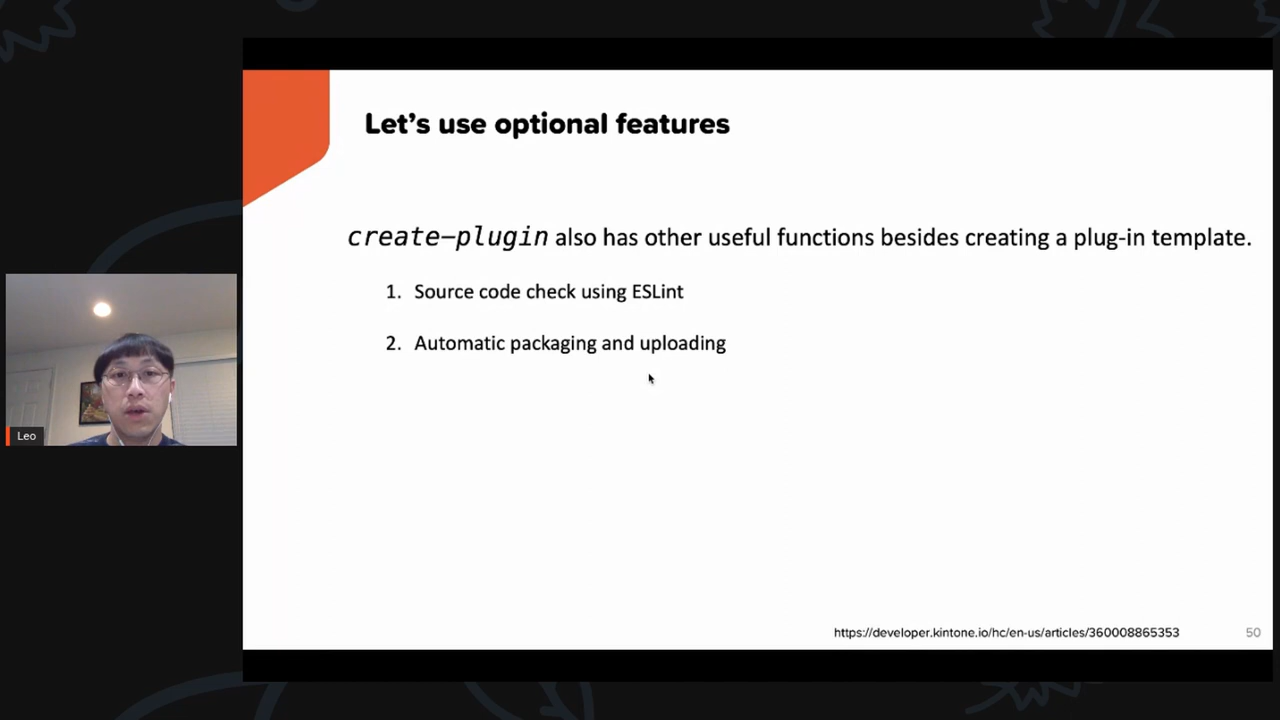 Let's use optional features
create-plugin also has other useful functions besides creating a plug-in template.
1. Source code check using ESLint
2. Automatic packaging and uploading
Leo
https://developer.kintone.io/hc/en-us/articles/360008865353
50